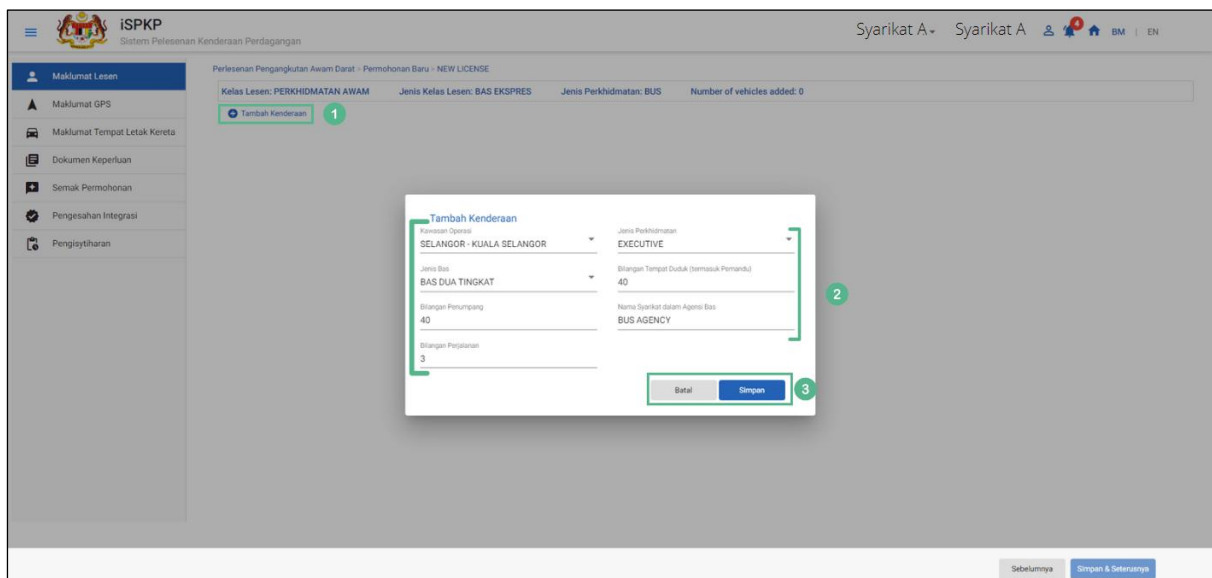 iSPKP
Sistem Pelesenan Kenderaan Perdagangan
Syarikat A
Syarikat A
4
BM | EN
Maklumat Lesen
Maklumat GPS
Maklumat Tempat Letak Kereta
Dokumen Keperluan
Semak Permohonan
Pengesahan Integrasi
Pengisytiharan
Perlesenan Pengangkutan Awam Darat > Permohonan Baru > NEW LICENSE
Kelas Lesen: PERKHIDMATAN AWAM Jenis Kelas Lesen: BAS EKSPRES Jenis Perkhidmatan: BUS Number of vehicles added: 0
Tambah Kenderaan
1
Tambah Kenderaan
Kawasan Operasi
SELANGOR - KUALA SELANGOR
Jenis Perkhidmatan
EXECUTIVE
Jenis Bas
BAS DUA TINGKAT
Bilangan Tempat Duduk (termasuk Pemandu)
40
Bilangan Penumpang
40
Nama Syarikat dalam Agensi Bas
BUS AGENCY
Bilangan Perjalanan
3
2
Batal
Simpan
3
Sebelumnya
Simpan & Seterusnya